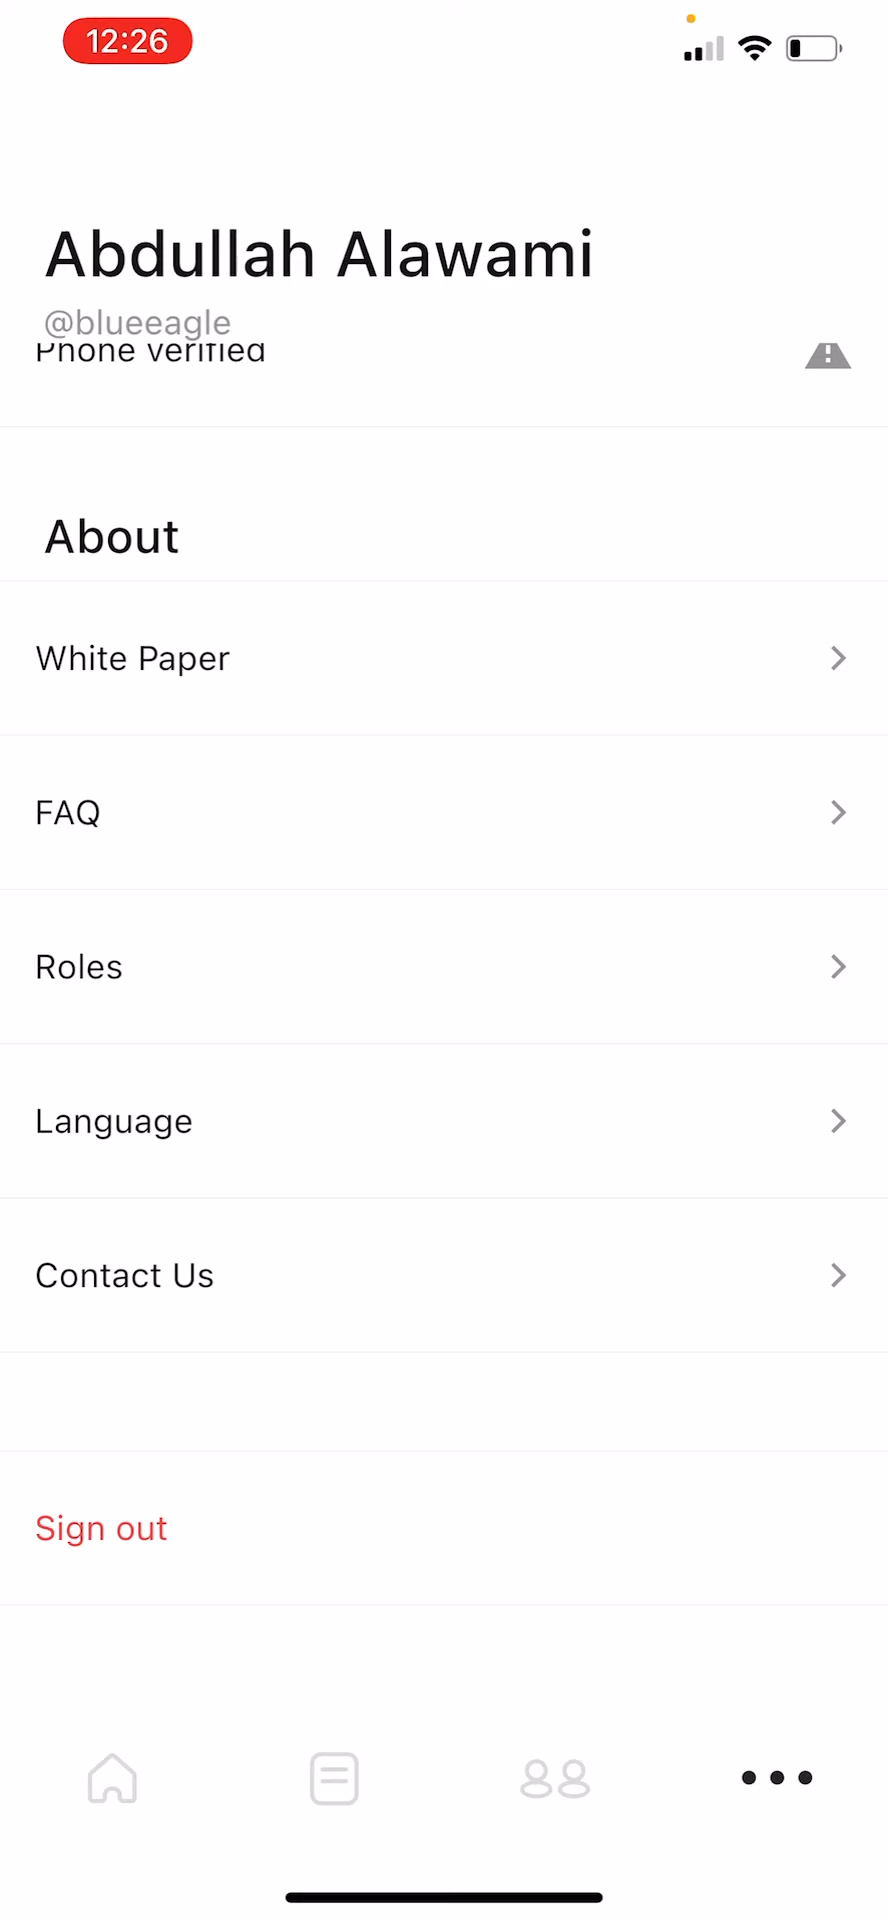 12:26
Abdullah Alawami
@blueeagle
Phone verified
About
White Paper
FAQ
Roles
Language
Contact Us
Sign out